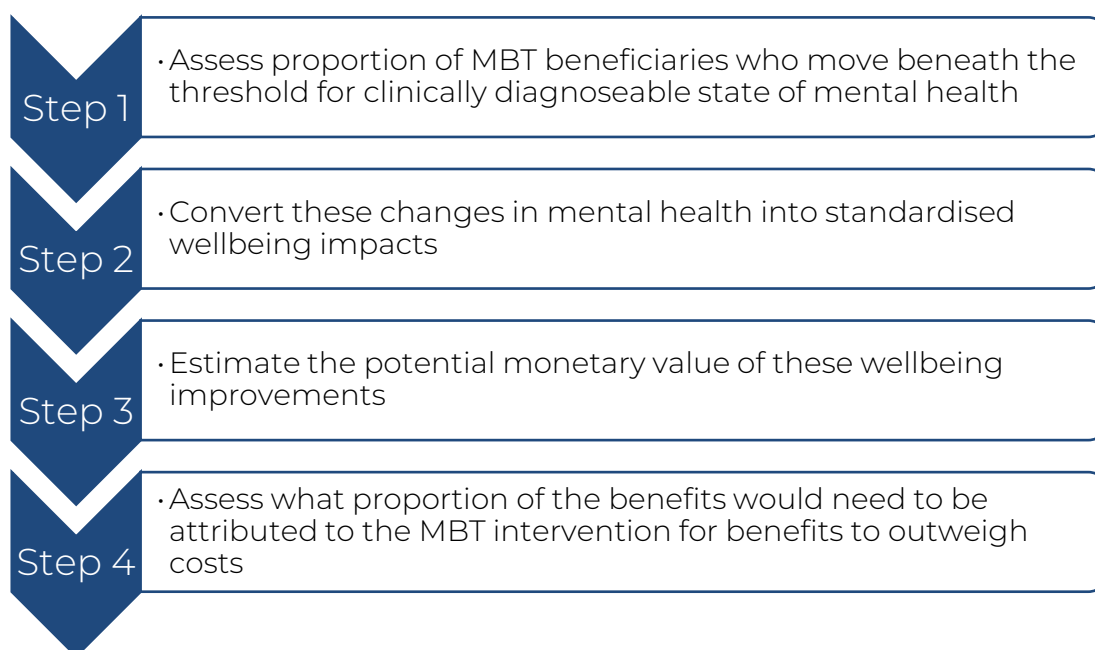 Step 1
·Assess proportion of MBT beneficiaries who move beneath the
threshold for clinically diagnoseable state of mental health
Step 2
·Convert these changes in mental health into standardised
wellbeing impacts
Step 3
·Estimate the potential monetary value of these wellbeing
improvements
Step 4
·Assess what proportion of the benefits would need to be
attributed to the MBT intervention for benefits to outweigh
costs